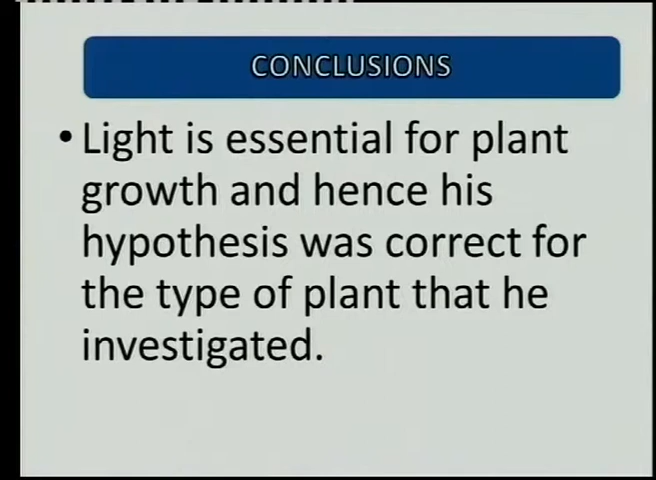 CONCLUSIONS
• Light is essential for plant
growth and hence his
hypothesis was correct for
the type of plant that he
investigated.